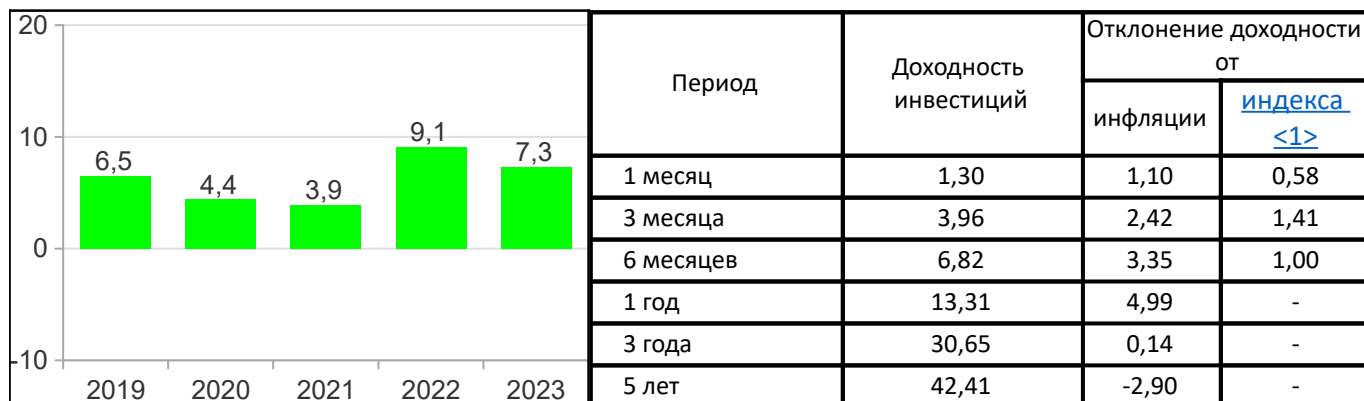 20
10
0
-10
6,5
4,4
3,9
9,1
7,3
2019 2020 2021 2022 2023
Период
Доходность
инвестиций
Отклонение доходности
от
инфляции
индекса
<1>
1 месяц 1,30 1,10 0,58
3 месяца 3,96 2,42 1,41
6 месяцев 6,82 3,35 1,00
1 год 13,31 4,99 -
3 года 30,65 0,14 -
5 лет 42,41 -2,90 -